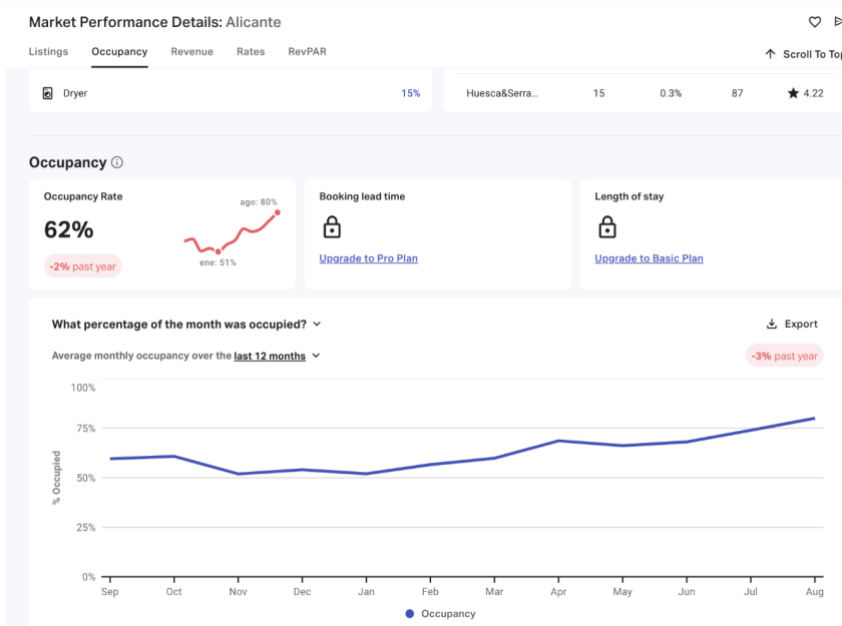 Market Performance Details: Alicante
Listings Occupancy Revenue Rates RevPAR
Scroll To Top
Dryer 15%
Huesca&Serra... 15 0.3% 87 4.22
Occupancy
Occupancy Rate
62%
-2% past year
ago: 80%
ene: 51%
Booking lead time
Upgrade to Pro Plan
Length of stay
Upgrade to Basic Plan
What percentage of the month was occupied?
Export
Average monthly occupancy over the last 12 months
-3% past year
100%
75%
50%
25%
0%
% Occupied
Sep Oct Nov Dec Jan Feb Mar Apr May Jun Jul Aug
Occupancy